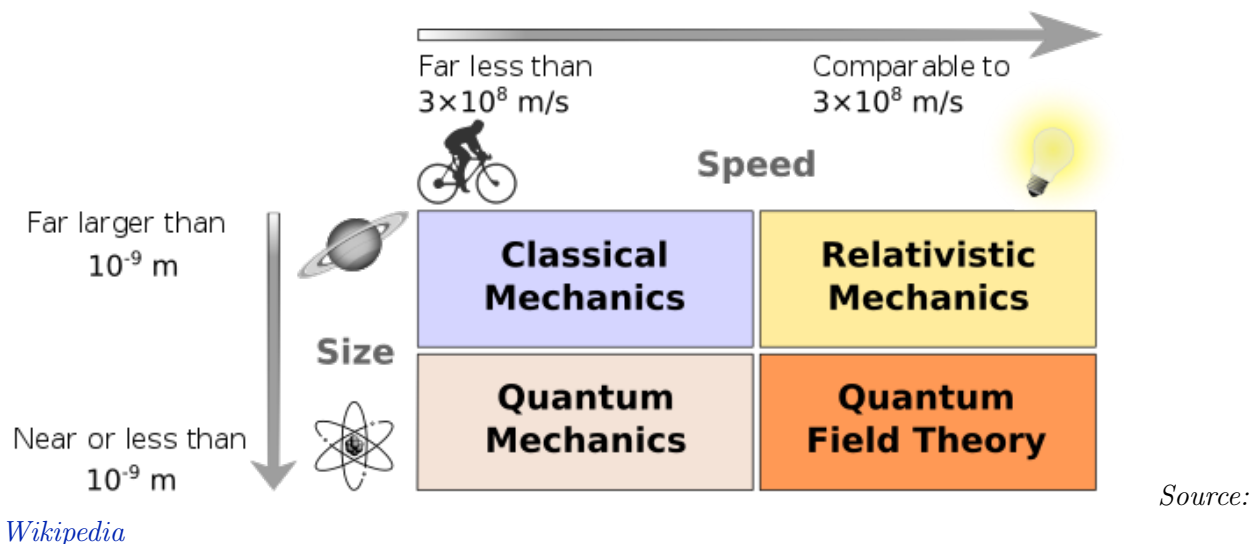 Far less than
3×10⁸ m/s
Comparable to
3×10⁸ m/s
Speed
Far larger than
10⁻⁹ m
Classical
Mechanics
Relativistic
Mechanics
Size
Near or less than
10⁻⁹ m
Quantum
Mechanics
Quantum
Field Theory
Source:
Wikipedia